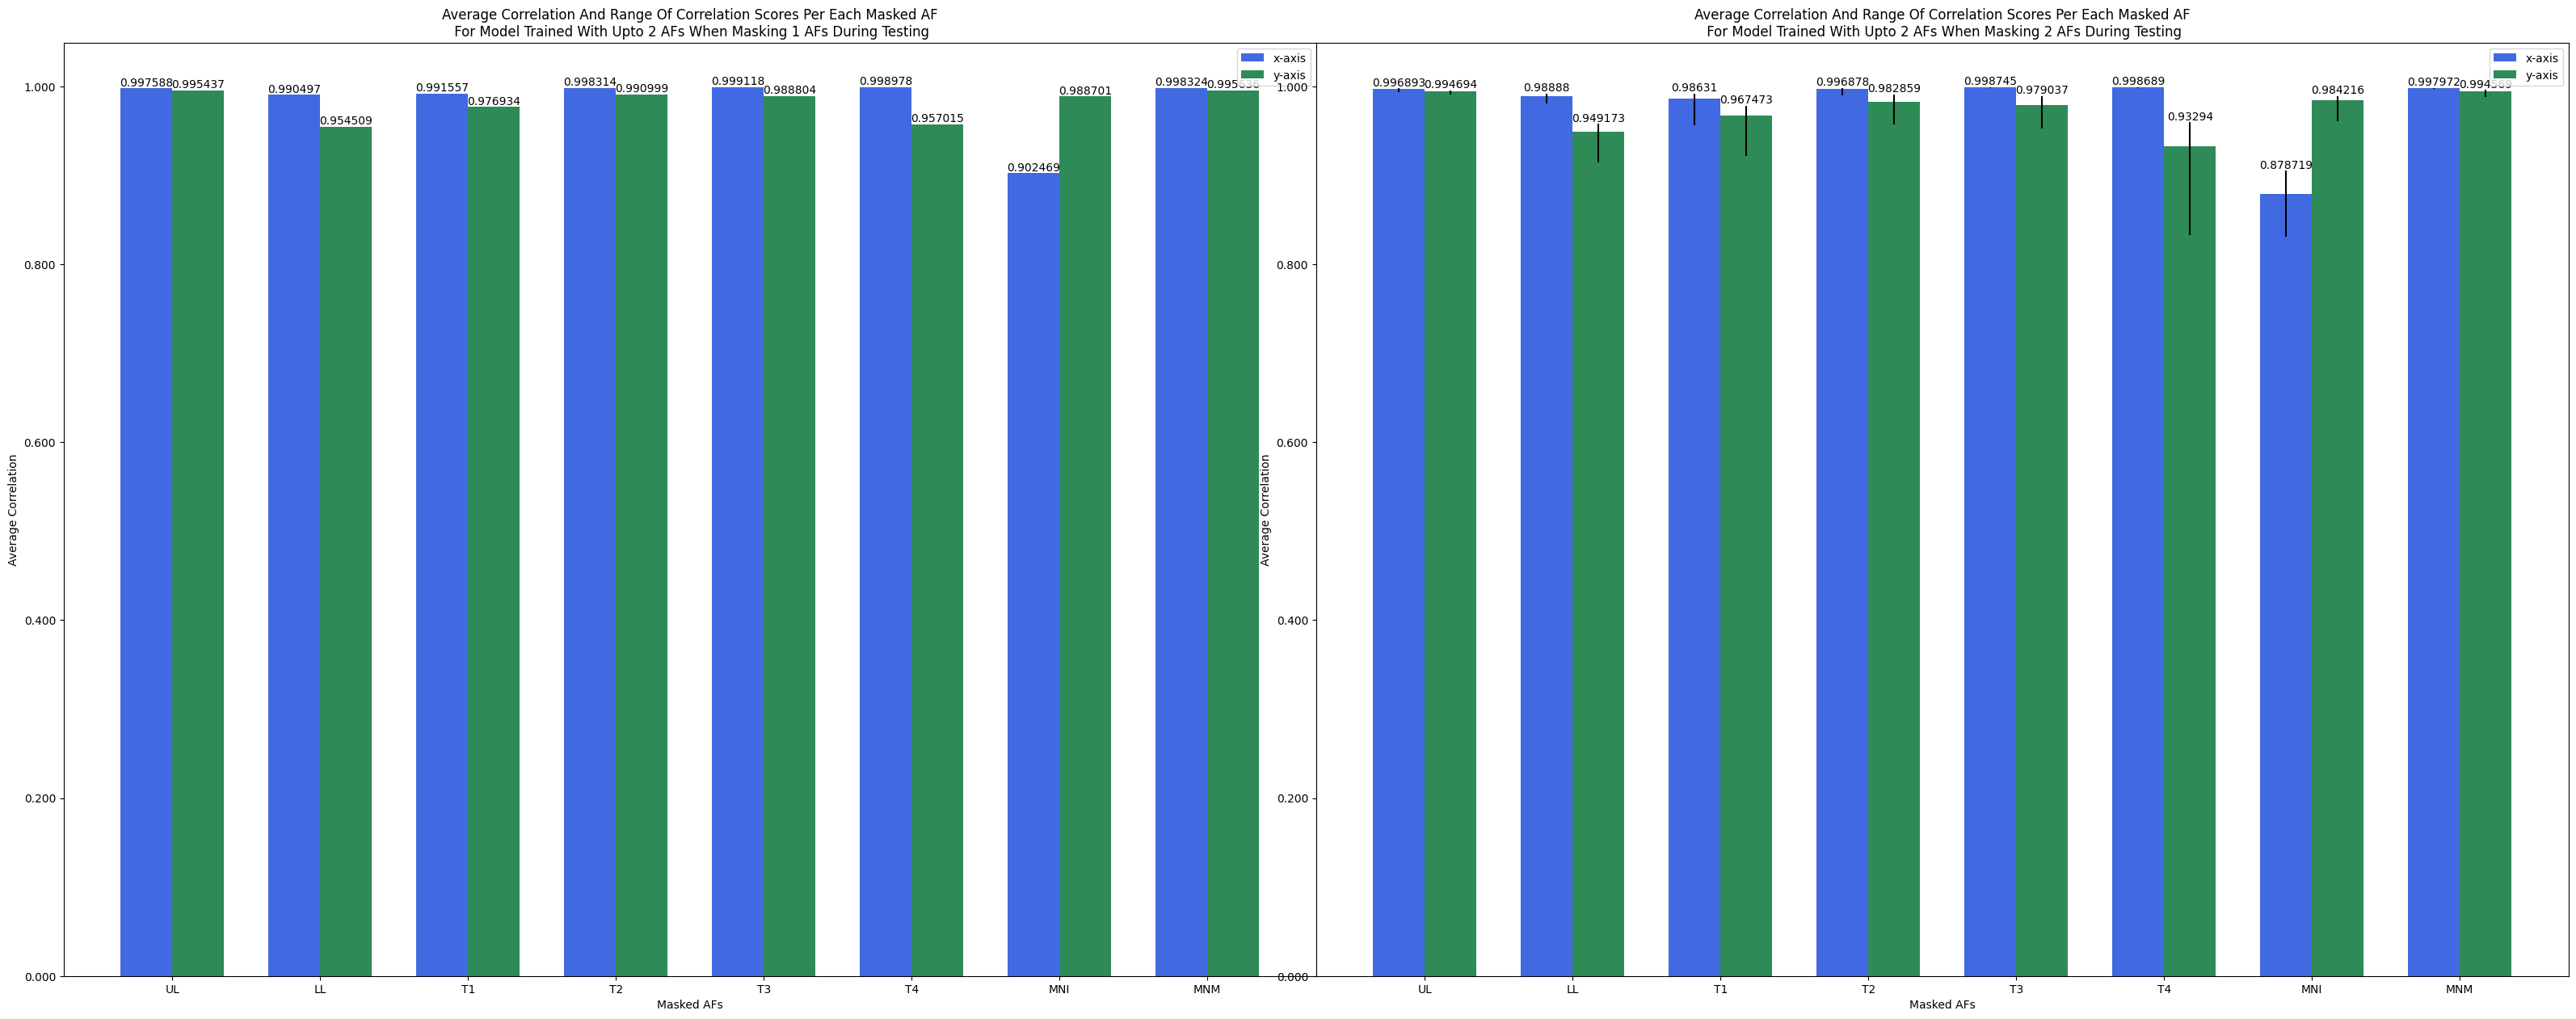 Average Correlation And Range Of Correlation Scores Per Each Masked AF
For Model Trained With Upto 2 AFs When Masking 1 AFs During Testing
x-axis
y-axis
0.997588 0.995437 0.990497 0.954509 0.991557 0.976934 0.998314 0.990999 0.999118 0.988804 0.998978 0.957015 0.902469 0.988701 0.998324
1.000
0.800
0.600
0.400
0.200
0.000
Average Correlation
UL LL T1 T2 T3 T4 MNI MNM
Masked AFs
Average Correlation And Range Of Correlation Scores Per Each Masked AF
For Model Trained With Upto 2 AFs When Masking 2 AFs During Testing
x-axis
y-axis
0.996893 0.994694 0.98888 0.949173 0.98631 0.967473 0.996878 0.982859 0.998745 0.979037 0.998689 0.93294 0.878719 0.984216 0.997972
1.000
0.800
0.600
0.400
0.200
0.000
Average Correlation
UL LL T1 T2 T3 T4 MNI MNM
Masked AFs